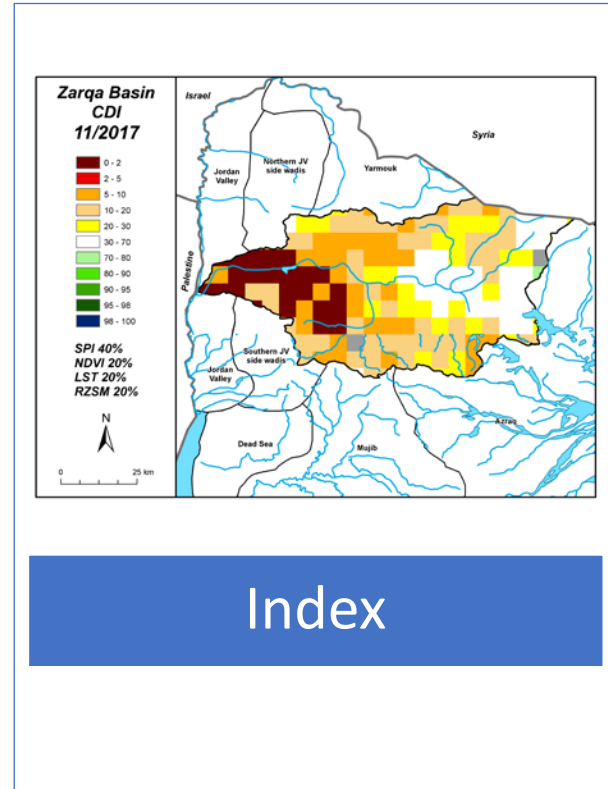 Zarqa Basin
CDI
11/2017
0 - 2
2 - 5
5 - 10
10 - 20
20 - 30
30 - 70
70 - 80
80 - 90
90 - 95
95 - 98
98 - 100
SPI 40%
NDVI 20%
LST 20%
RZSM 20%
N
0
25 km
Israel
Syria
Palestine
Jordan
Valley
Northern JV
side wadis
Yarmouk
Southern JV
side wadis
Jordan
Valley
Dead Sea
Mujib
Azraq
Index